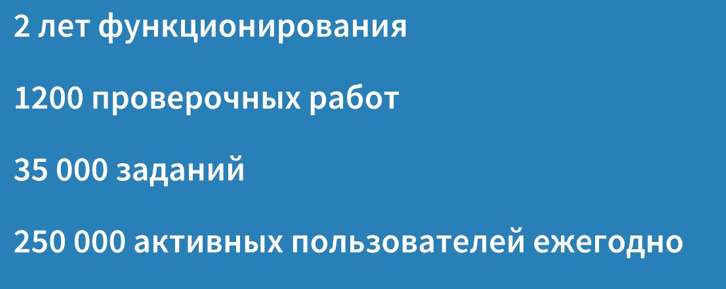 2 лет функционирования
1200 проверочных работ
35 000 заданий
250 000 активных пользователей ежегодно